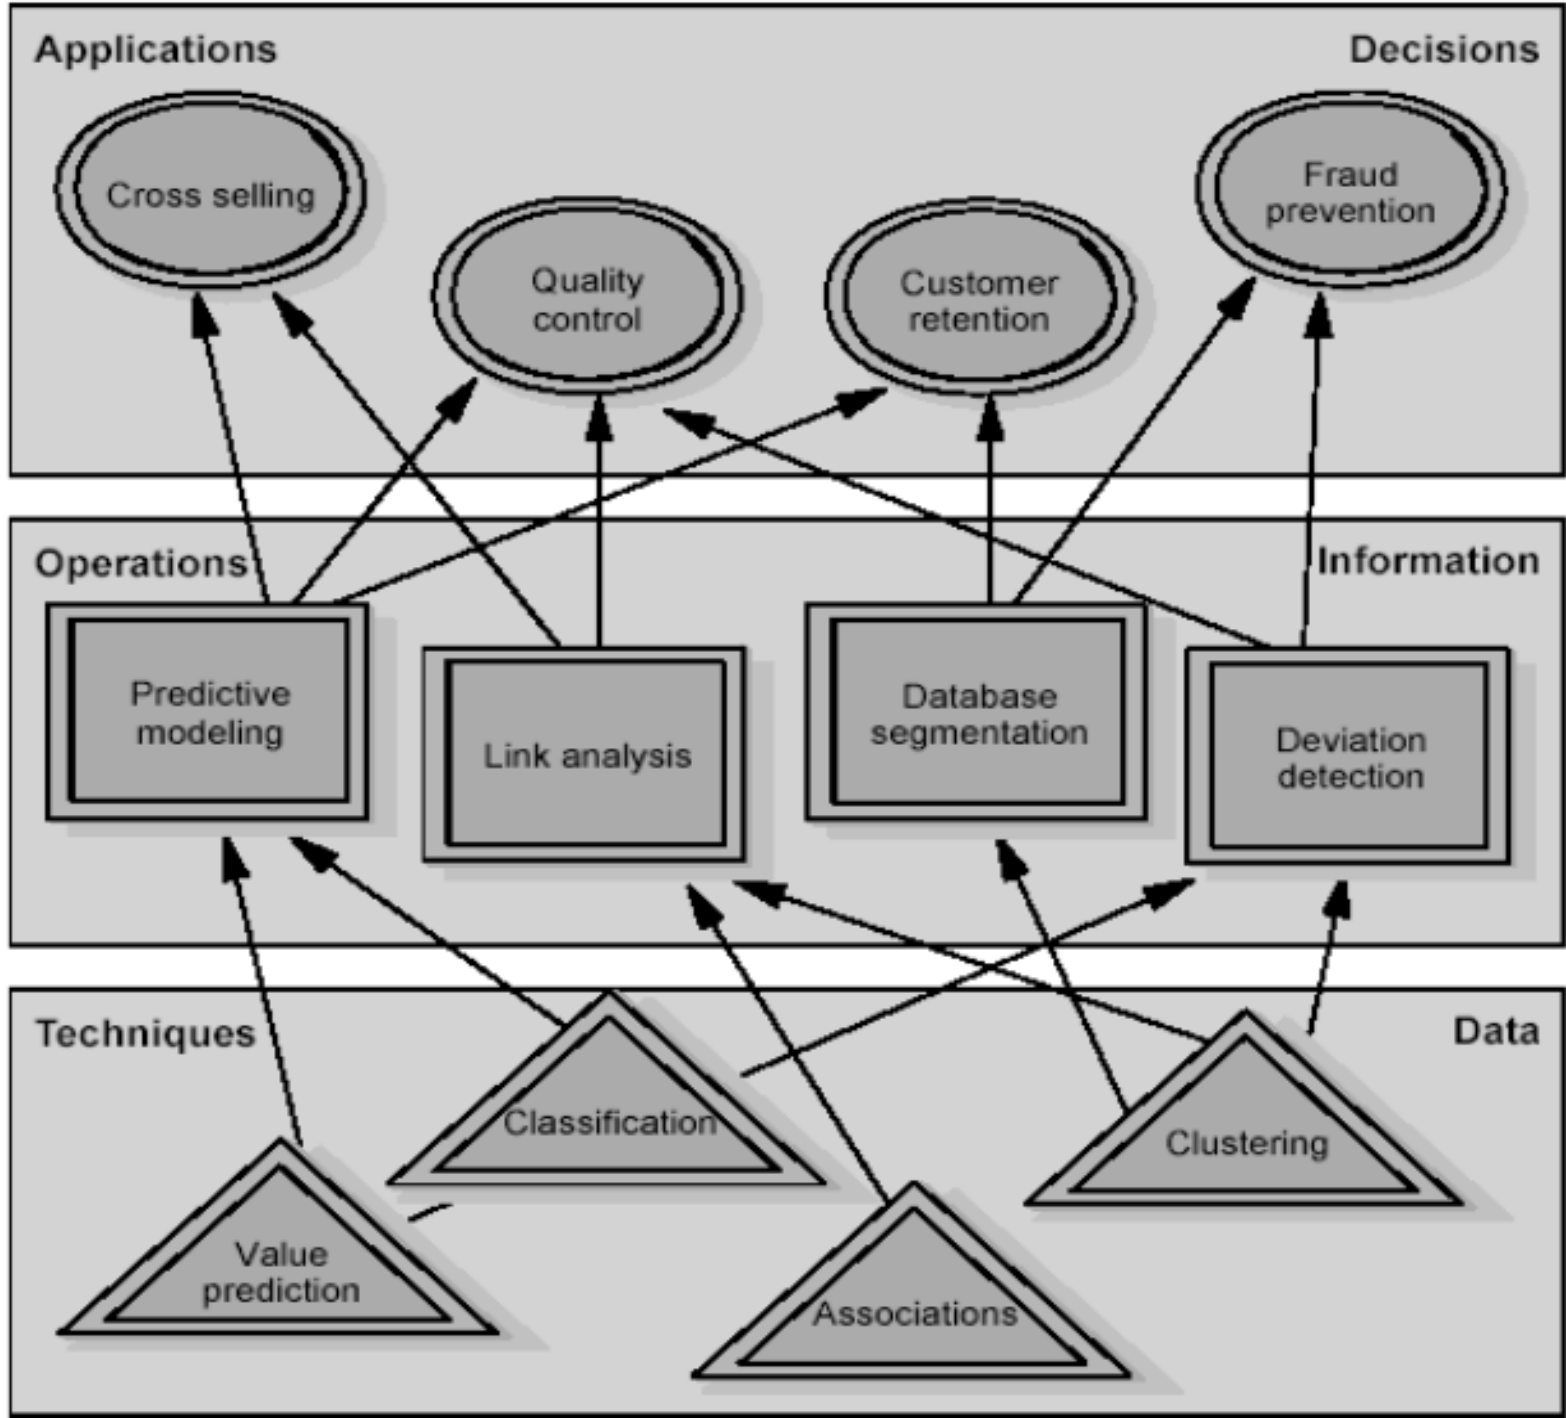 Applications
Decisions
Cross selling
Fraud
prevention
Quality
control
Customer
retention
Operations
Information
Predictive
modeling
Link analysis
Database
segmentation
Deviation
detection
Techniques
Data
Classification
Clustering
Value
prediction
Associations